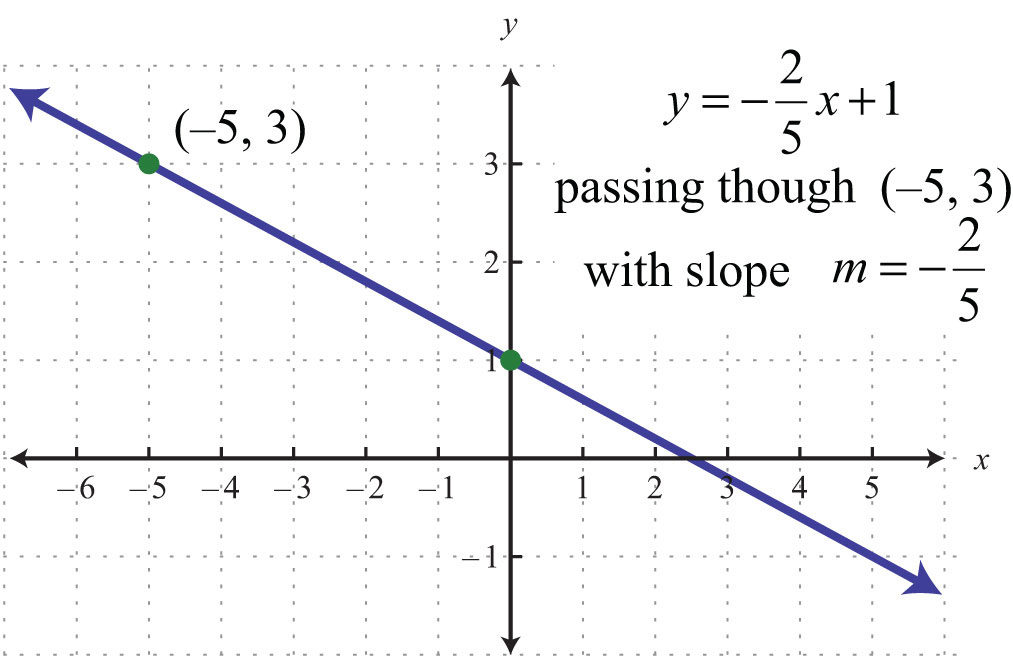 y
y = −2/5 x + 1
(–5, 3)
3
passing though (–5, 3)
2
with slope m = −2/5
1
x
–6 –5 –4 –3 –2 –1 1 2 3 4 5
–1